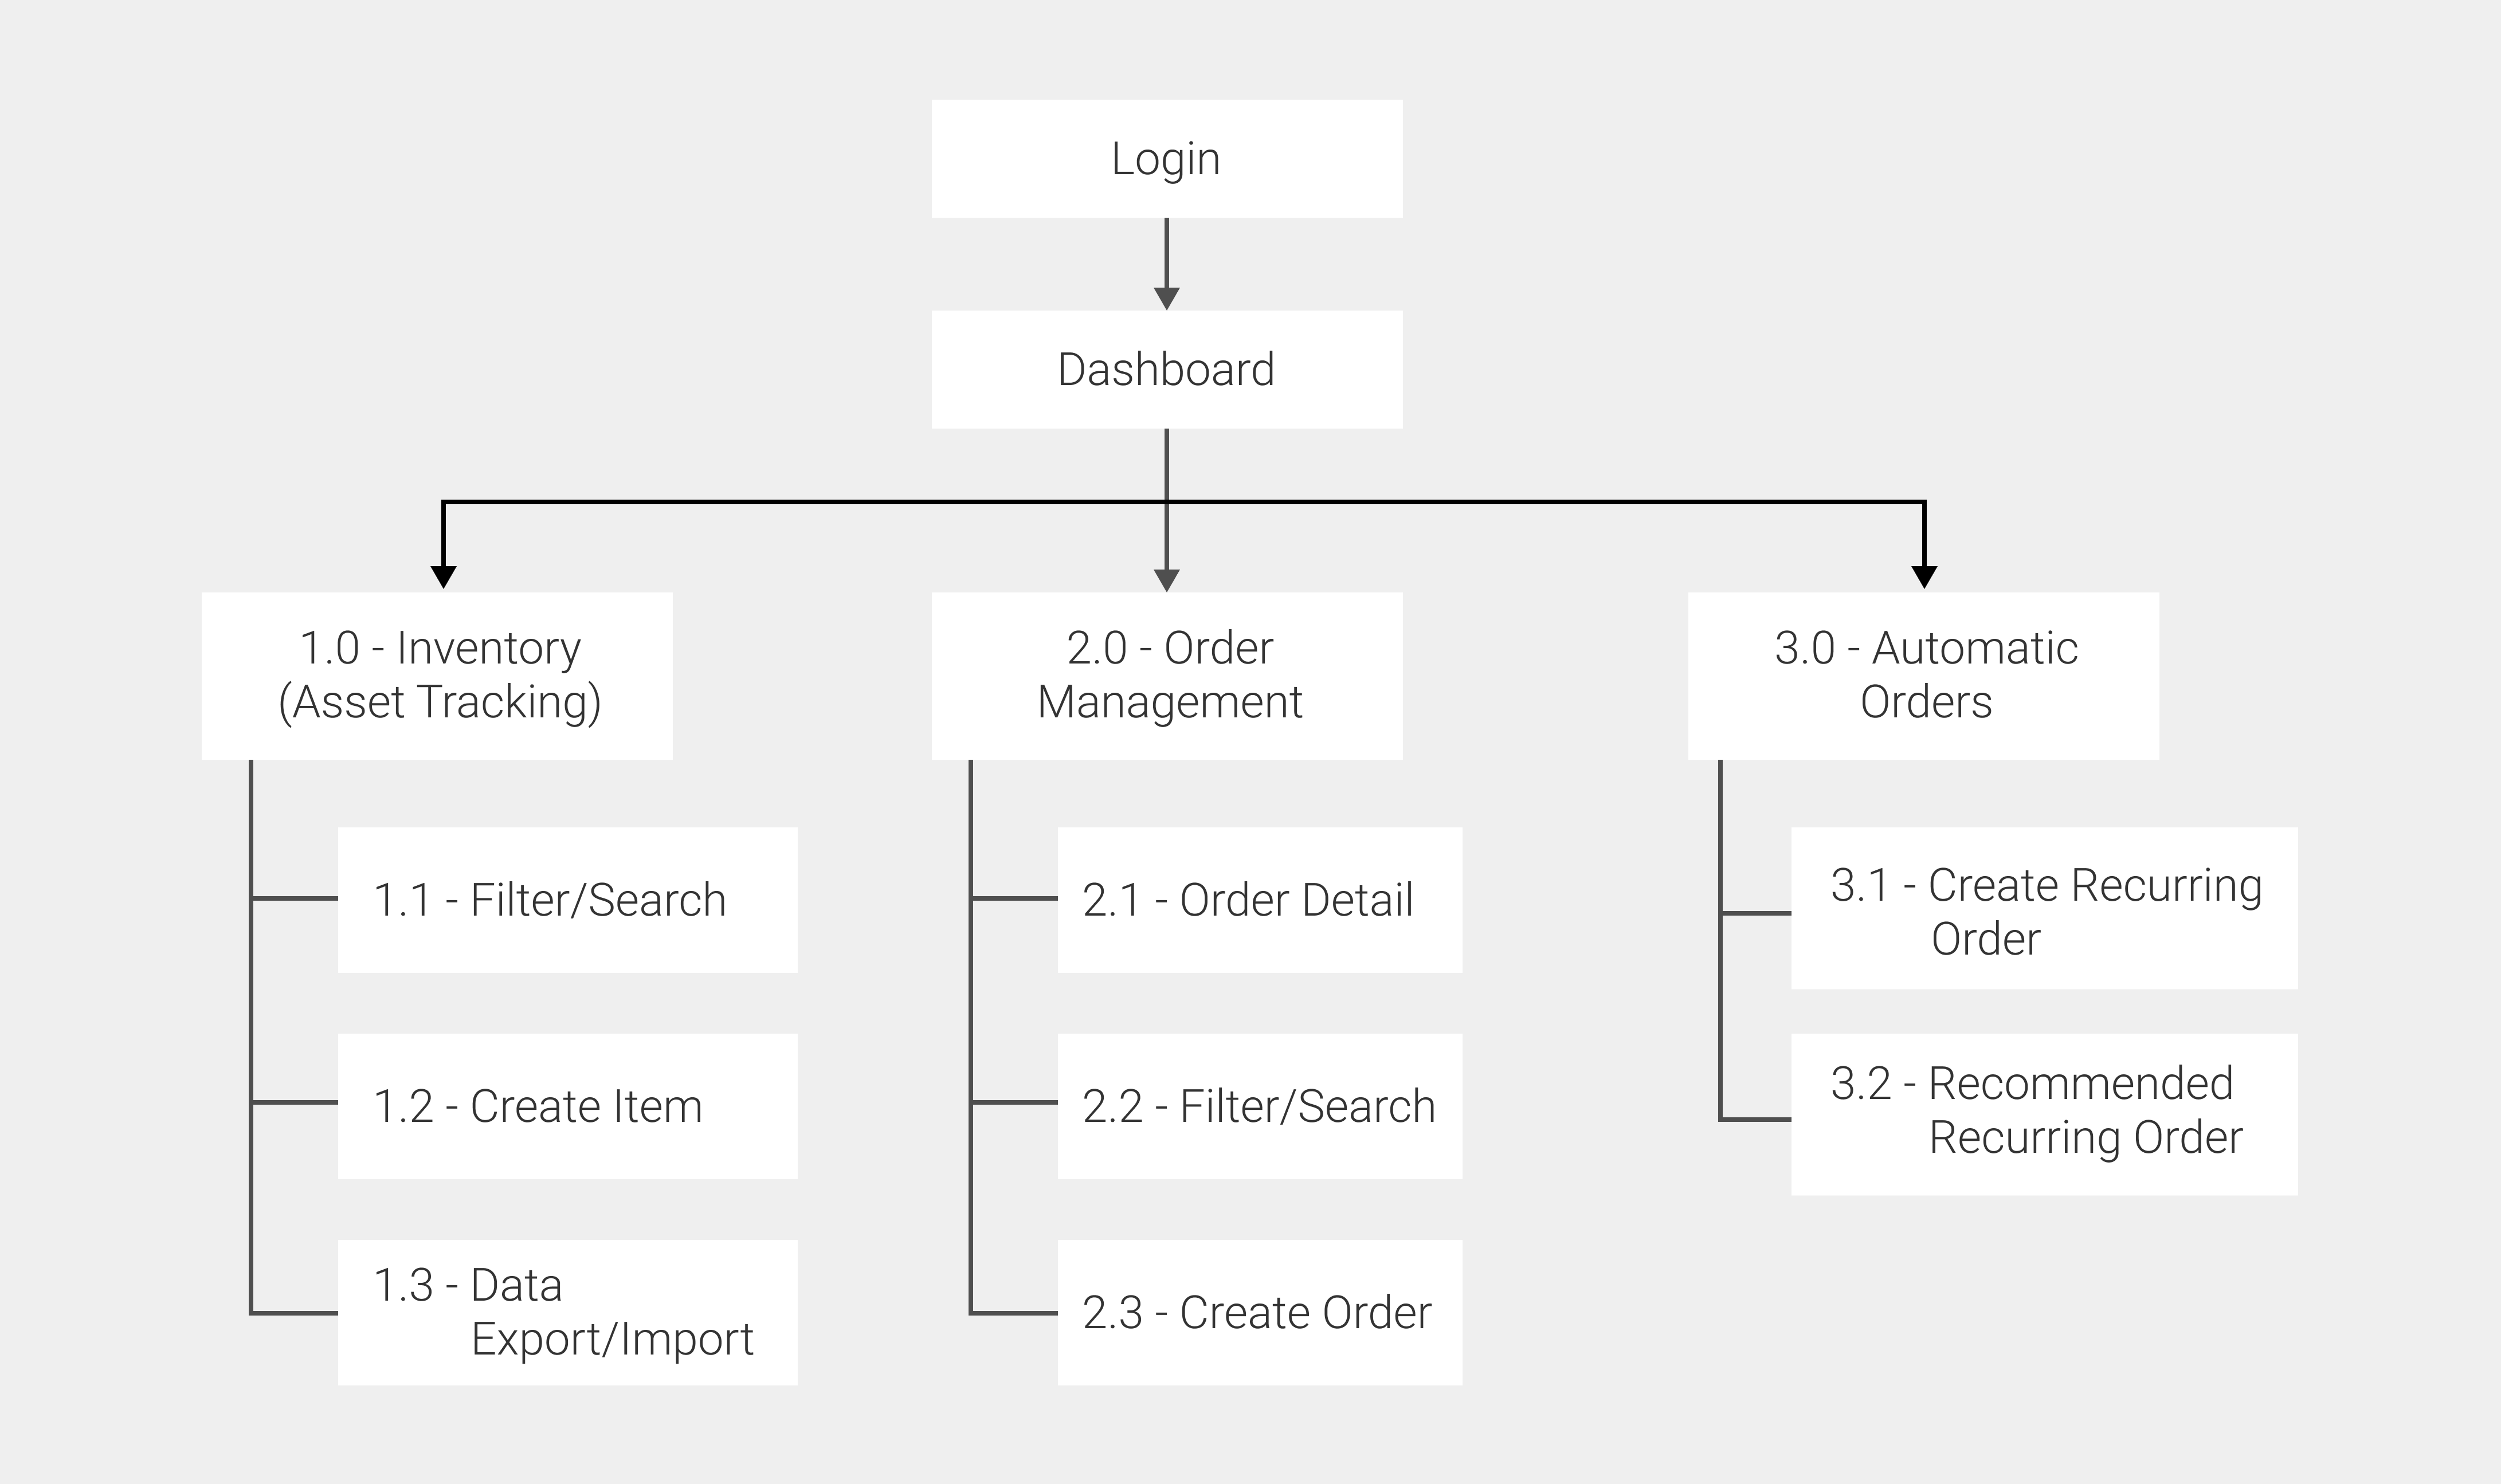 Login
Dashboard
1.0 - Inventory
(Asset Tracking)
1.1 - Filter/Search
1.2 - Create Item
1.3 - Data
Export/Import
2.0 - Order
Management
2.1 - Order Detail
2.2 - Filter/Search
2.3 - Create Order
3.0 - Automatic
Orders
3.1 - Create Recurring
Order
3.2 - Recommended
Recurring Order